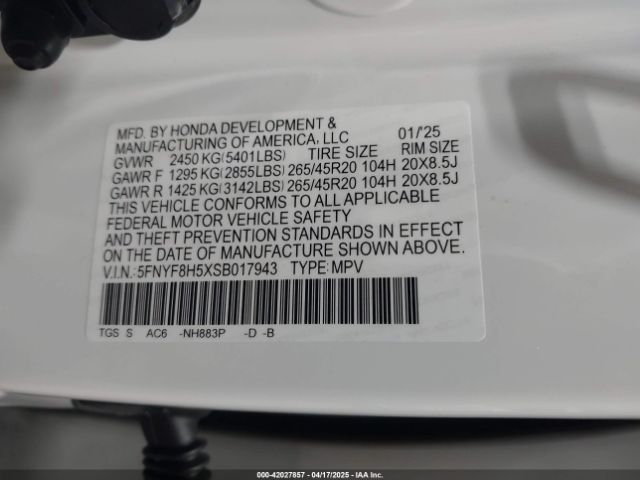 MFD. BY HONDA DEVELOPMENT &
MANUFACTURING OF AMERICA, LLC 01/'25
GVWR 2450 KG(5401LBS) TIRE SIZE RIM SIZE
GAWR F 1295 KG(2855LBS) 265/45R20 104H 20X8.5J
GAWR R 1425 KG(3142LBS) 265/45R20 104H 20X8.5J
THIS VEHICLE CONFORMS TO ALL APPLICABLE
FEDERAL MOTOR VEHICLE SAFETY
AND THEFT PREVENTION STANDARDS IN EFFECT
ON THE DATE OF MANUFACTURE SHOWN ABOVE.
V.I.N.:5FNYF8H5XSB017943 TYPE: MPV
TGS S AC6 -NH883P -D -B
000-42027857 - 04/17/2025 - IAA, Inc.